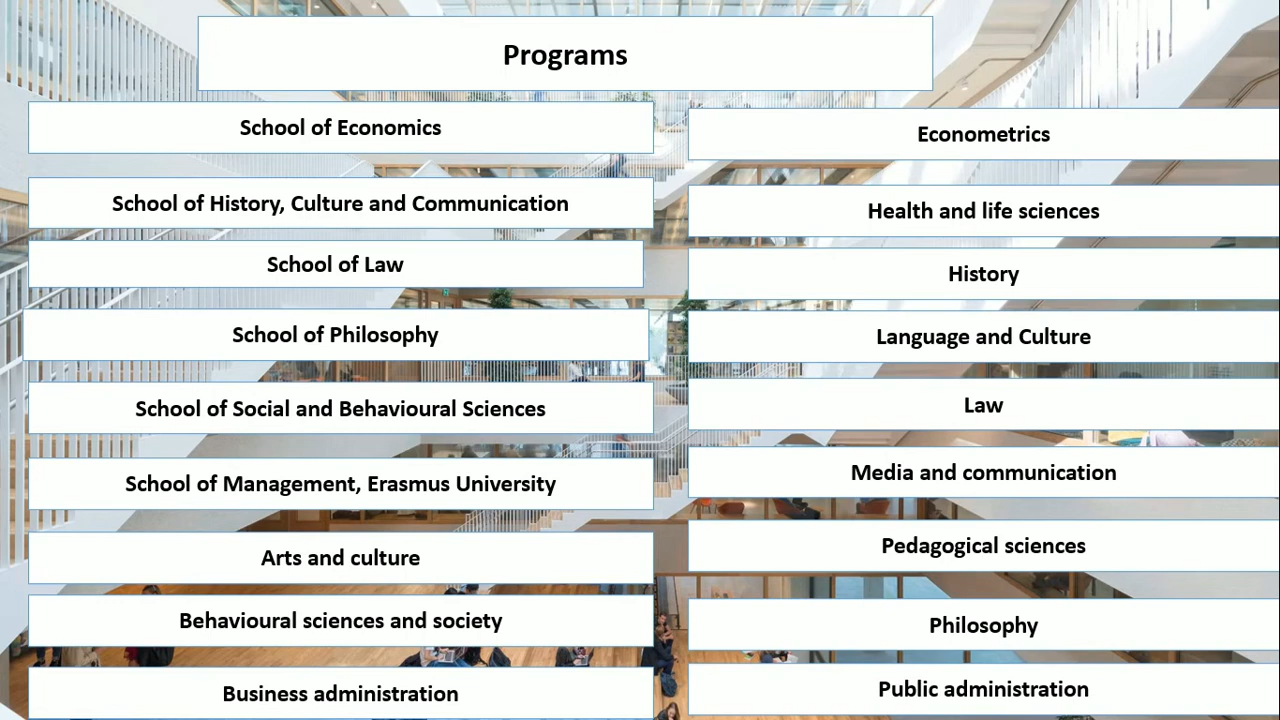 Programs
School of Economics
School of History, Culture and Communication
School of Law
School of Philosophy
School of Social and Behavioural Sciences
School of Management, Erasmus University
Arts and culture
Behavioural sciences and society
Business administration
Econometrics
Health and life sciences
History
Language and Culture
Law
Media and communication
Pedagogical sciences
Philosophy
Public administration